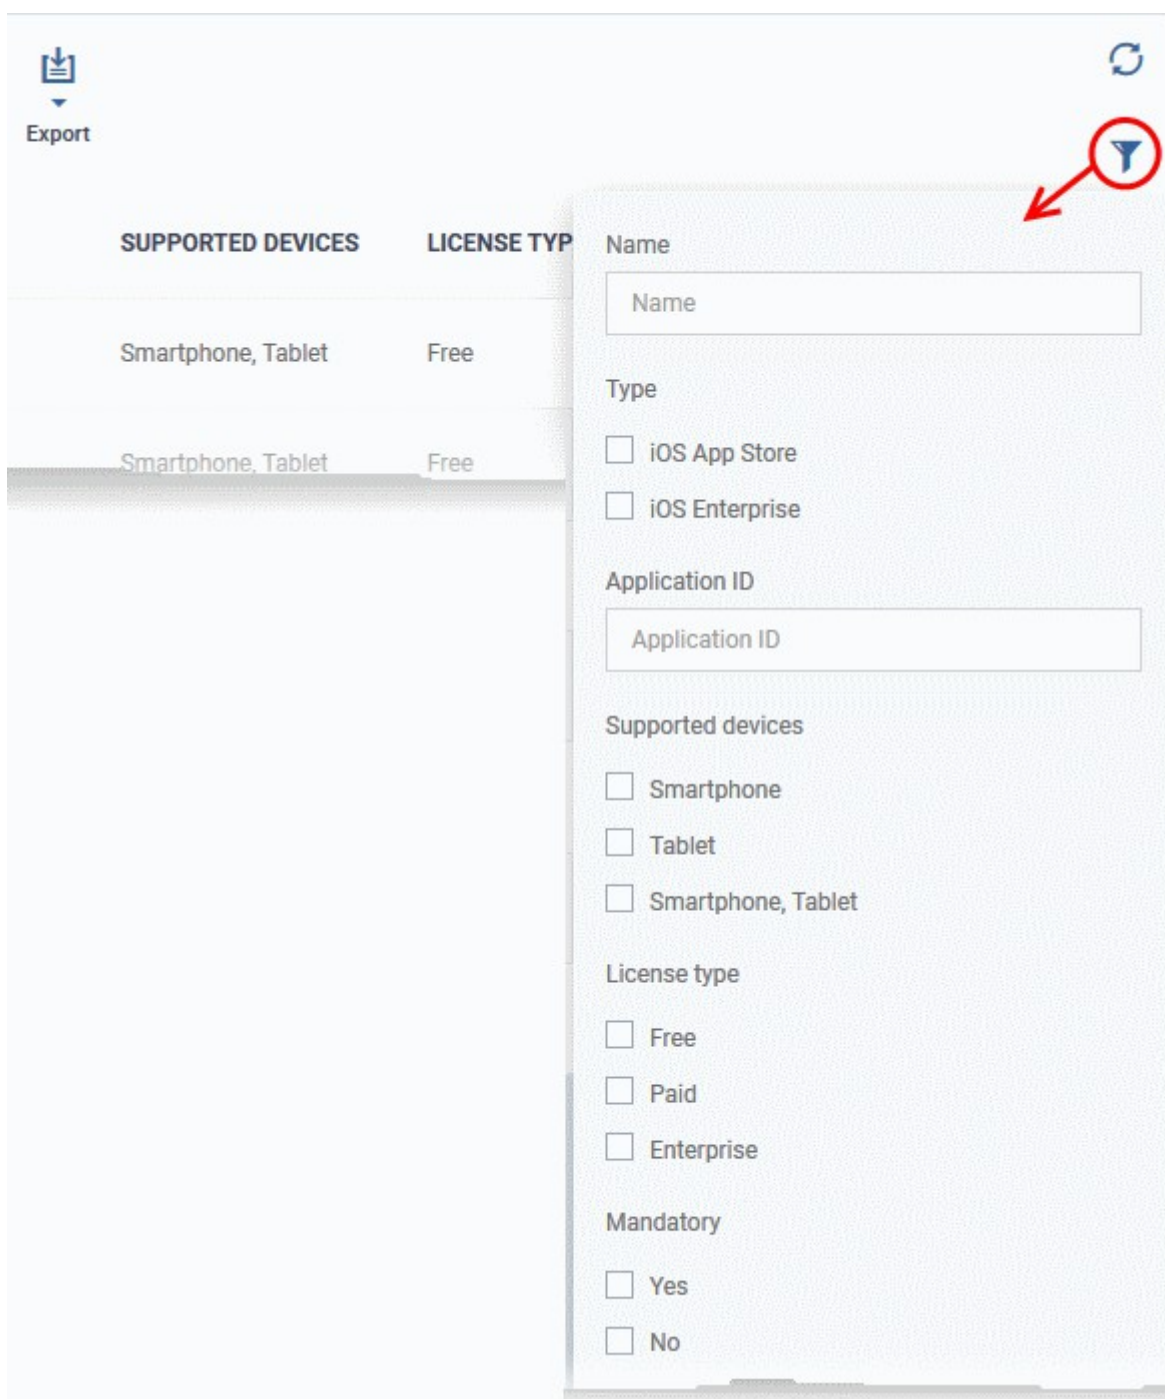 Export
SUPPORTED DEVICES LICENSE TYP
Smartphone, Tablet Free
Smartphone, Tablet Free
Name
Name
Type
iOS App Store
iOS Enterprise
Application ID
Application ID
Supported devices
Smartphone
Tablet
Smartphone, Tablet
License type
Free
Paid
Enterprise
Mandatory
Yes
No